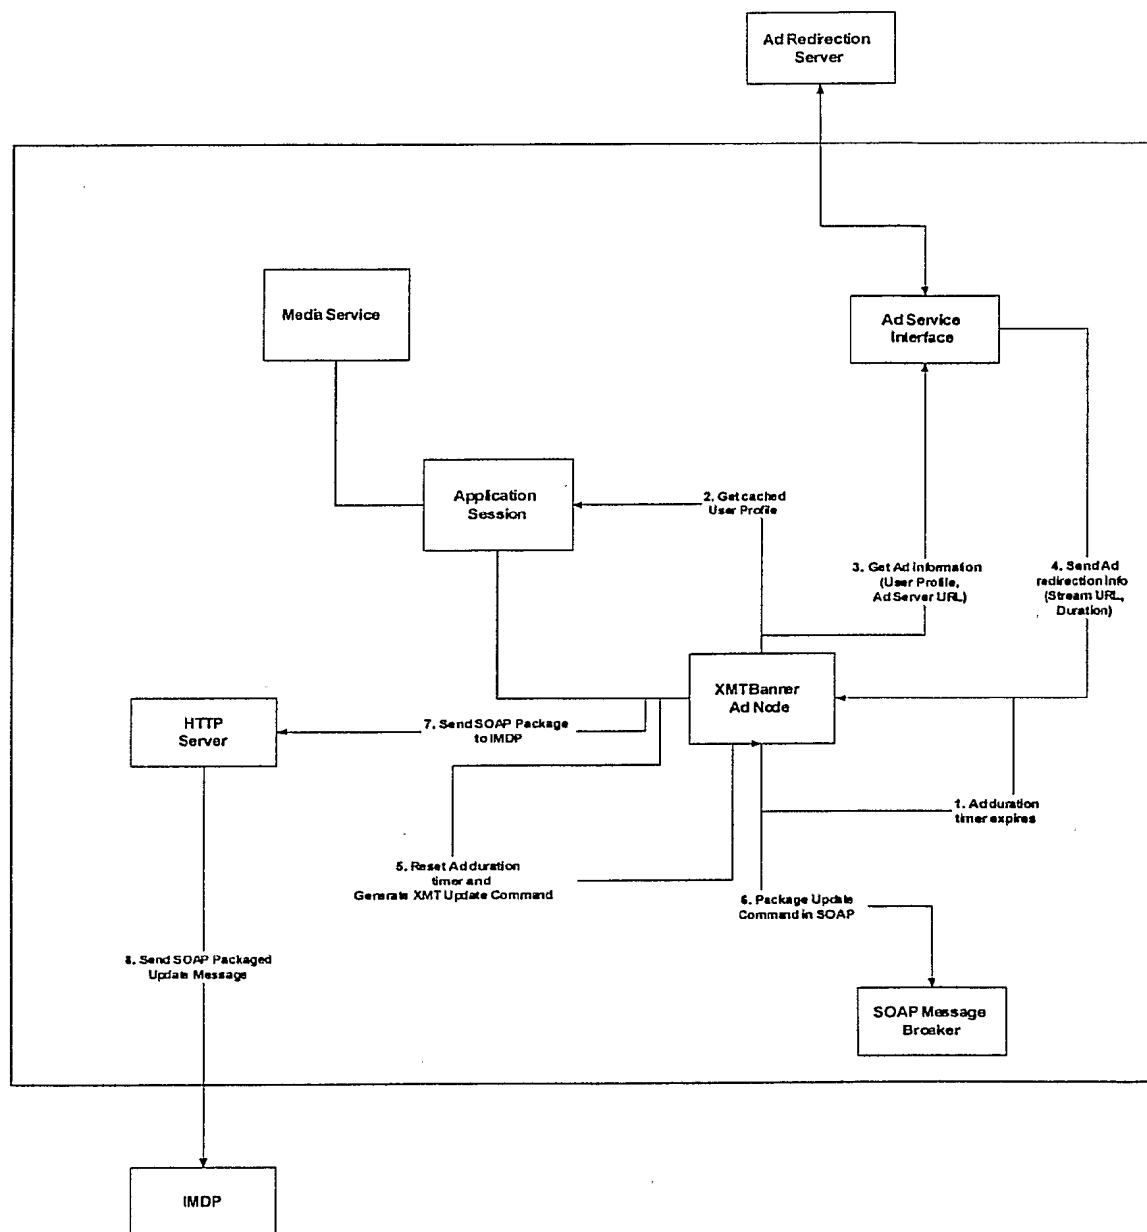 Ad Redirection
Server
Media Service
Ad Service
Interface
Application
Session
2. Get cached
User Profile
3. Get Ad Information
(User Profile,
Ad Server URL)
4. Send Ad
redirection Info
(Stream URL,
Duration)
XMT Banner
Ad Node
HTTP
Server
7. Send SOAP Package
to IMDP
1. Ad duration
timer expires
5. Reset Ad duration
timer and
Generate XMT Update Command
6. Package Update
Command in SOAP
8. Send SOAP Packaged
Update Message
SOAP Message
Broaker
IMDP